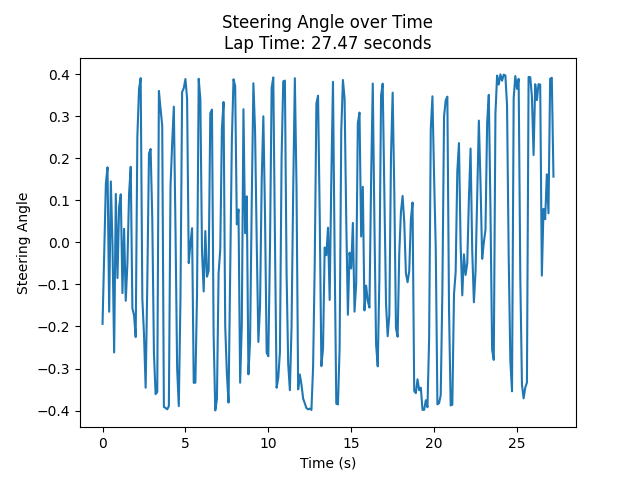 Steering Angle over Time
Lap Time: 27.47 seconds
Steering Angle
0.4
0.3
0.2
0.1
0.0
−0.1
−0.2
−0.3
−0.4
0 5 10 15 20 25
Time (s)